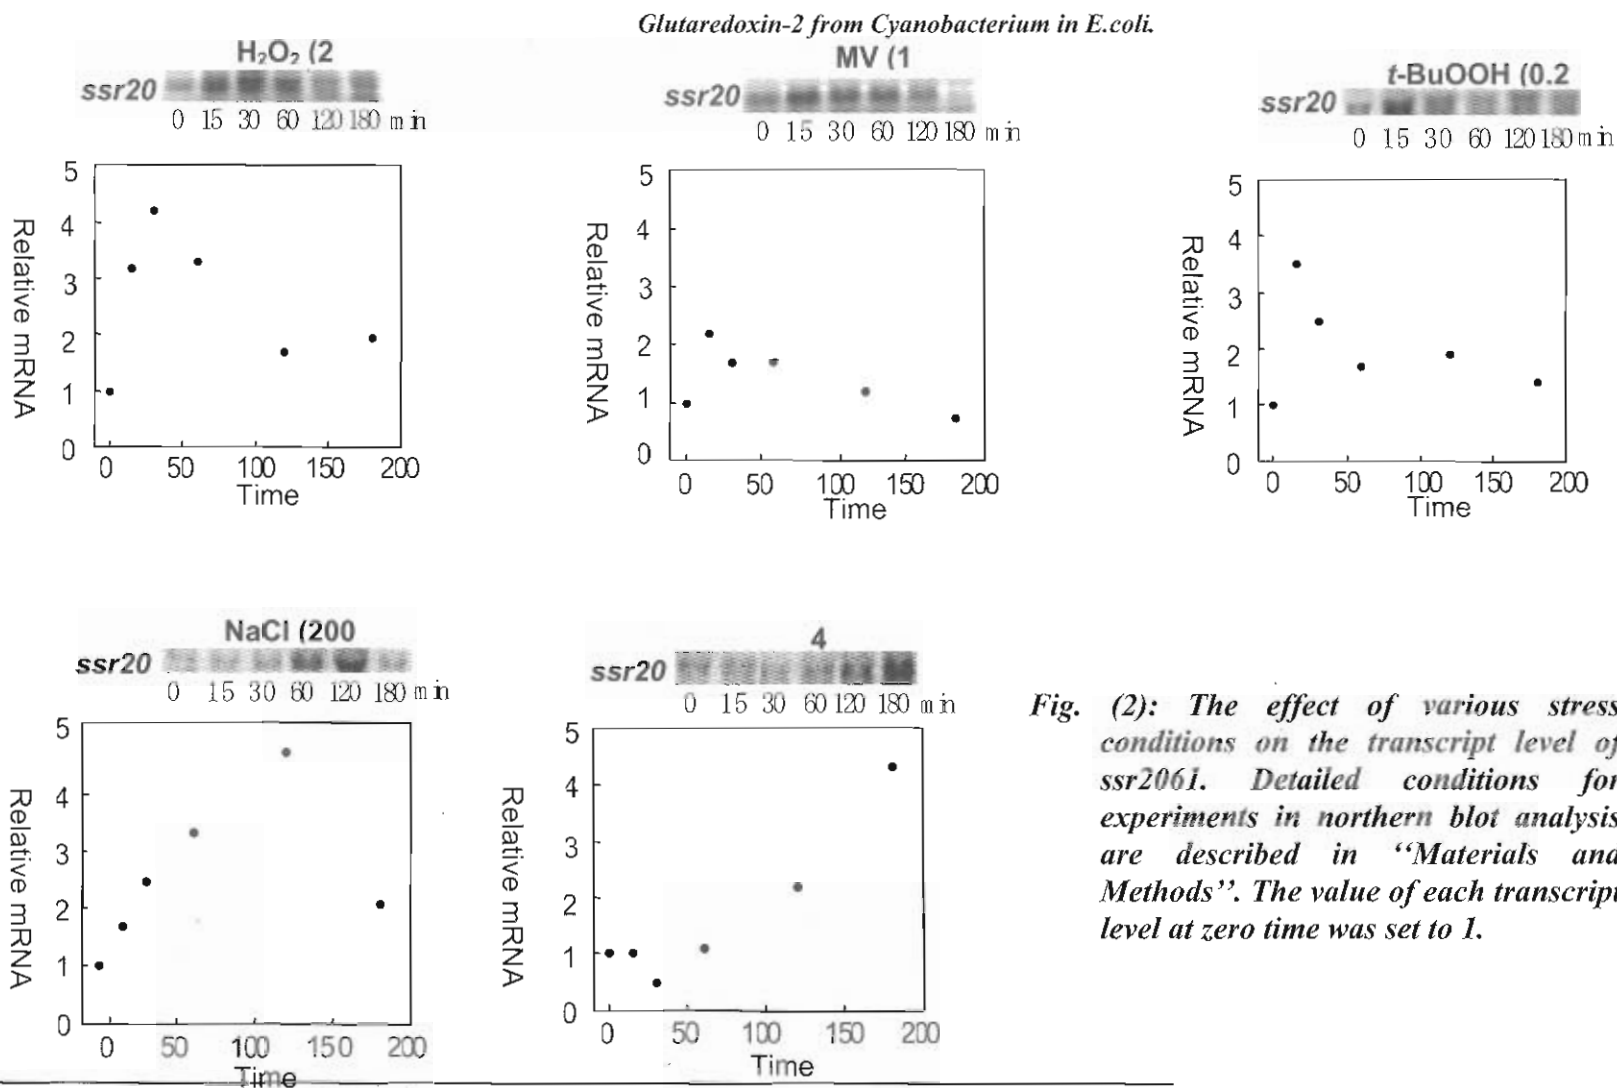 Glutaredoxin-2 from Cyanobacterium in E.coli.
H₂O₂ (2
ssr20
0 15 30 60 120 180 min
5
4
3
2
1
0
Relative mRNA
0 50 100 150 200
Time
MV (1
ssr20
0 15 30 60 120 180 min
5
4
3
2
1
0
Relative mRNA
0 50 100 150 200
Time
t-BuOOH (0.2
ssr20
0 15 30 60 120 180 min
5
4
3
2
1
0
Relative mRNA
0 50 100 150 200
Time
NaCl (200
ssr20
0 15 30 60 120 180 min
5
4
3
2
1
0
Relative mRNA
0 50 100 150 200
Time
4
ssr20
0 15 30 60 120 180 min
5
4
3
2
1
0
Relative mRNA
0 50 100 150 200
Time
Fig. (2): The effect of various stress
conditions on the transcript level of
ssr2061. Detailed conditions for
experiments in northern blot analysis
are described in “Materials and
Methods”. The value of each transcript
level at zero time was set to 1.